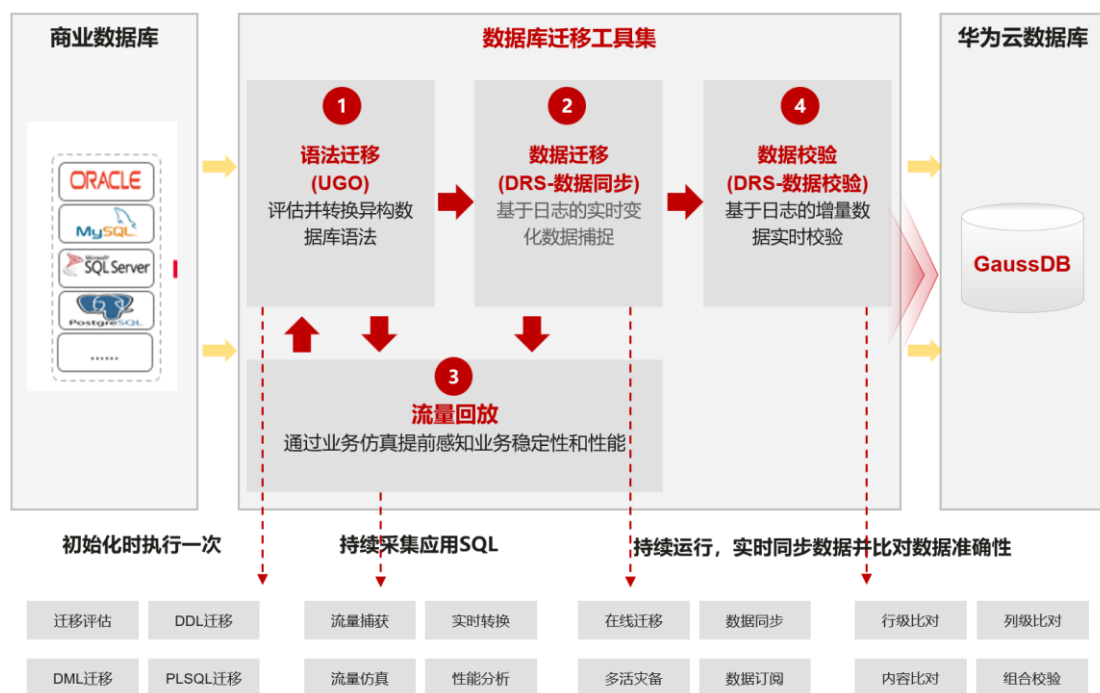 商业数据库
ORACLE
MySQL
Microsoft
SQL Server
PostgreSQL
......
数据库迁移工具集
1
语法迁移
(UGO)
评估并转换异构数
据库语法
2
数据迁移
(DRS-数据同步)
基于日志的实时变
化数据捕捉
4
数据校验
(DRS-数据校验)
基于日志的增量数
据实时校验
3
流量回放
通过业务仿真提前感知业务稳定性和性能
华为云数据库
GaussDB
初始化时执行一次
持续采集应用SQL
持续运行，实时同步数据并比对数据准确性
迁移评估
DDL迁移
流量捕获
实时转换
在线迁移
数据同步
行级比对
列级比对
DML迁移
PLSQL迁移
流量仿真
性能分析
多活灾备
数据订阅
内容比对
组合校验